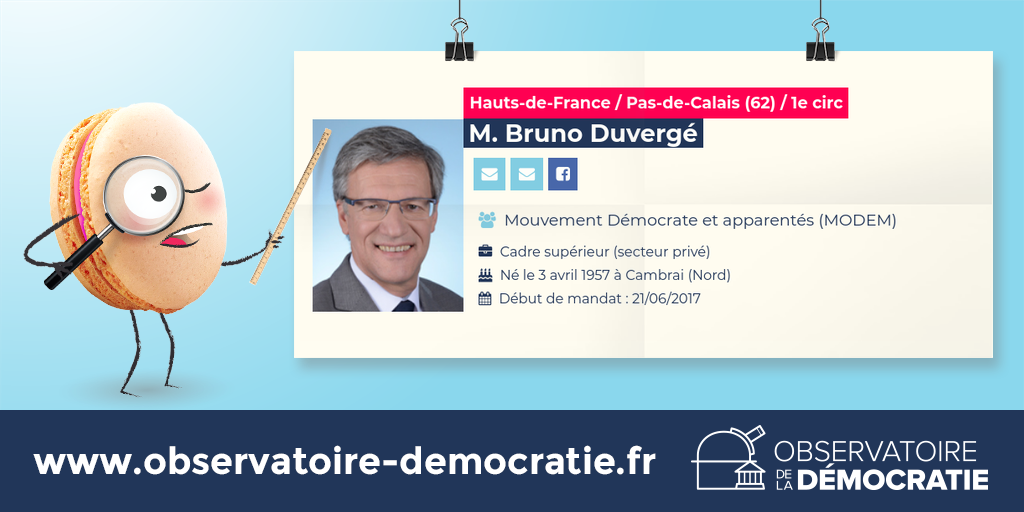 Hauts-de-France / Pas-de-Calais (62) / 1e circ
M. Bruno Duvergé
Mouvement Démocrate et apparentés (MODEM)
Cadre supérieur (secteur privé)
Né le 3 avril 1957 à Cambrai (Nord)
Début de mandat : 21/06/2017
www.observatoire-democratie.fr
OBSERVATOIRE
DE LA DÉMOCRATIE